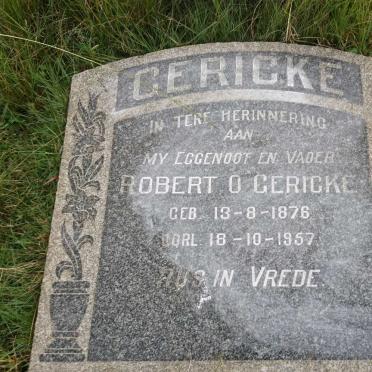 GERICKE
IN TERE HERINNERING
AAN
MY EGGENOOT EN VADER
ROBERT O GERICKE
GEB. 13-8-1876
OORL 18-10-1957
RUS IN VREDE